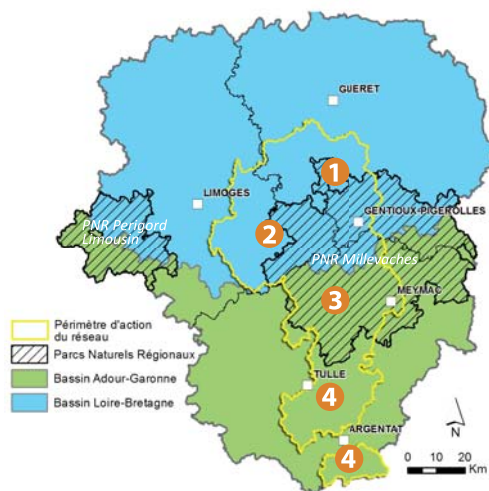 GUERET
1
LIMOGES
GENTIOUX-PIGEROLLES
2
PNR Perigord
Limousin
PNR Millevaches
3
MEYMAC
Périmètre d'action
du réseau
Parcs Naturels Régionaux
Bassin Adour-Garonne
Bassin Loire-Bretagne
TULLE
4
ARGENTAT
4
N
0 10 20
Km